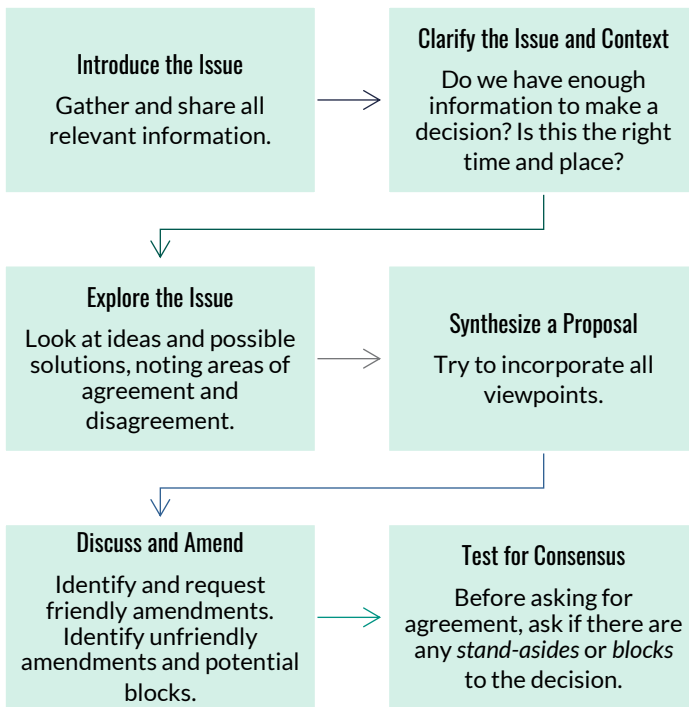 Introduce the Issue
Gather and share all
relevant information.
Clarify the Issue and Context
Do we have enough
information to make a
decision? Is this the right
time and place?
Explore the Issue
Look at ideas and possible
solutions, noting areas of
agreement and
disagreement.
Synthesize a Proposal
Try to incorporate all
viewpoints.
Discuss and Amend
Identify and request
friendly amendments.
Identify unfriendly
amendments and potential
blocks.
Test for Consensus
Before asking for
agreement, ask if there are
any stand-asides or blocks
to the decision.